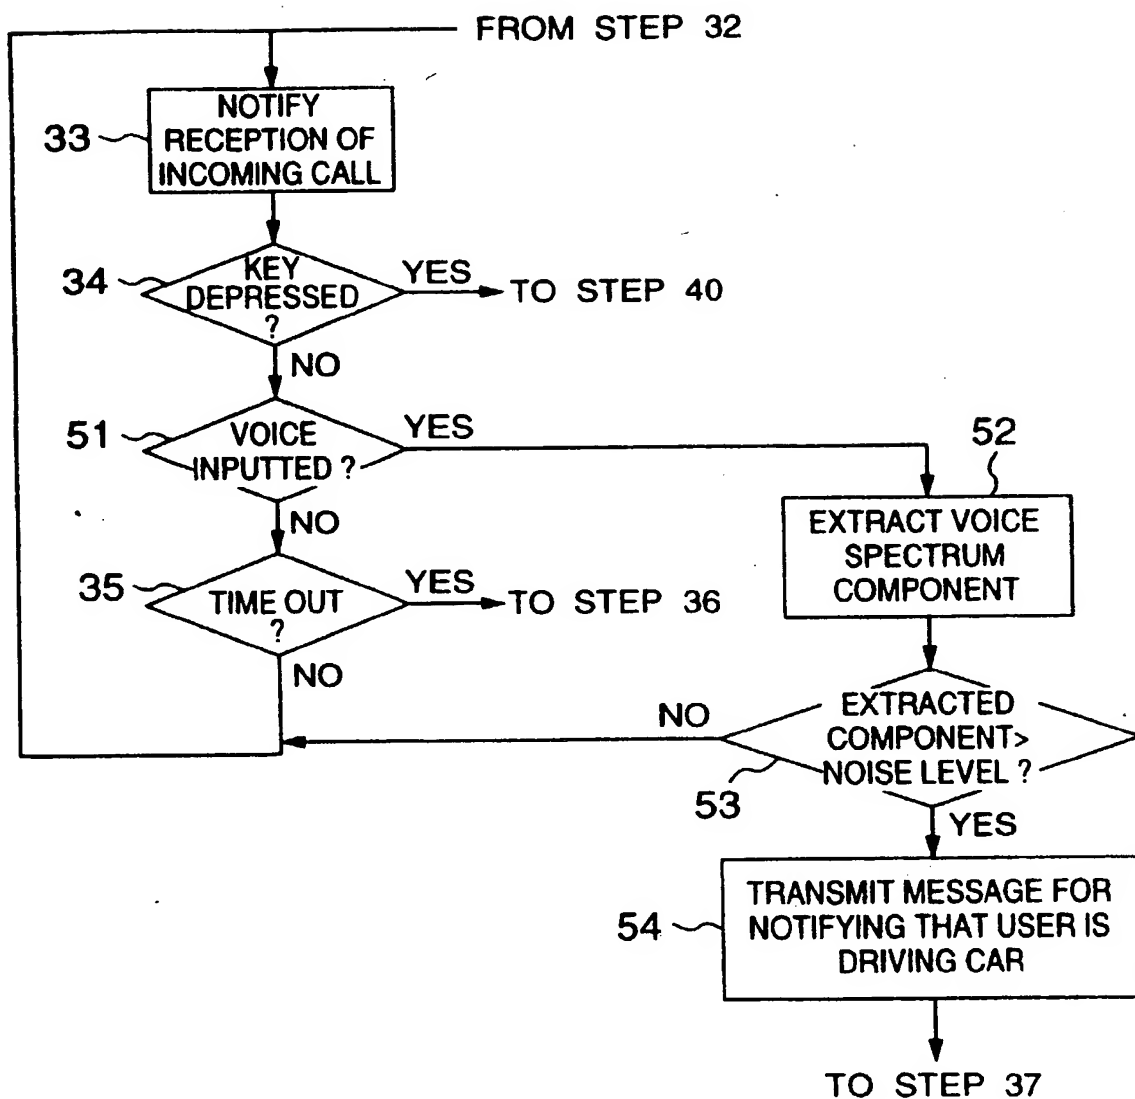 FROM STEP 32
NOTIFY
RECEPTION OF
INCOMING CALL
33
KEY
DEPRESSED
?
34
YES
TO STEP 40
NO
VOICE
INPUTTED ?
51
YES
52
EXTRACT VOICE
SPECTRUM
COMPONENT
NO
TIME OUT
?
35
YES
TO STEP 36
NO
EXTRACTED
COMPONENT>
NOISE LEVEL ?
NO
53
YES
TRANSMIT MESSAGE FOR
NOTIFYING THAT USER IS
DRIVING CAR
54
TO STEP 37